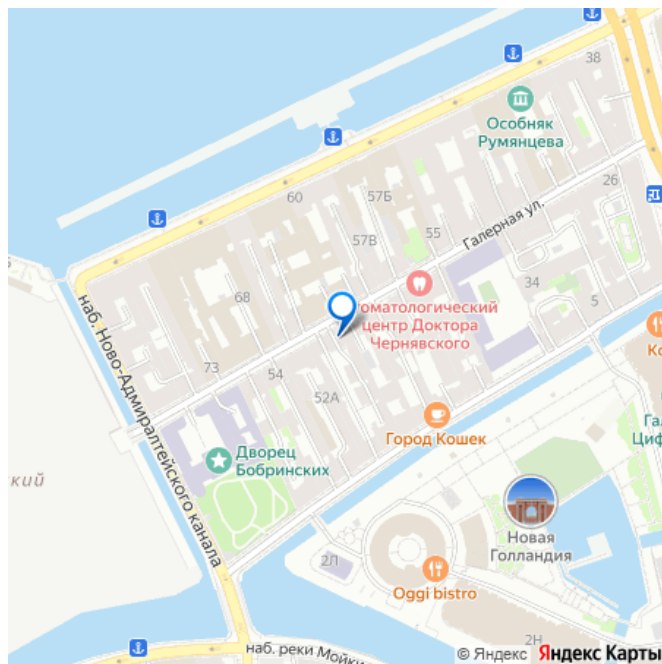 38
Особняк
Румянцева
26
57Б
60
Галерная ул.
55
57В
34
5
68
стоматологический
центр Доктора
Чернявского
наб. Ново-Адмиралтейского канала
73
54
52А
Город Кошек
Дворец
Бобринских
кий
Новая
Голландия
2Л
Oggi bistro
2Н
наб. реки Мойки
© Яндекс Яндекс Карты